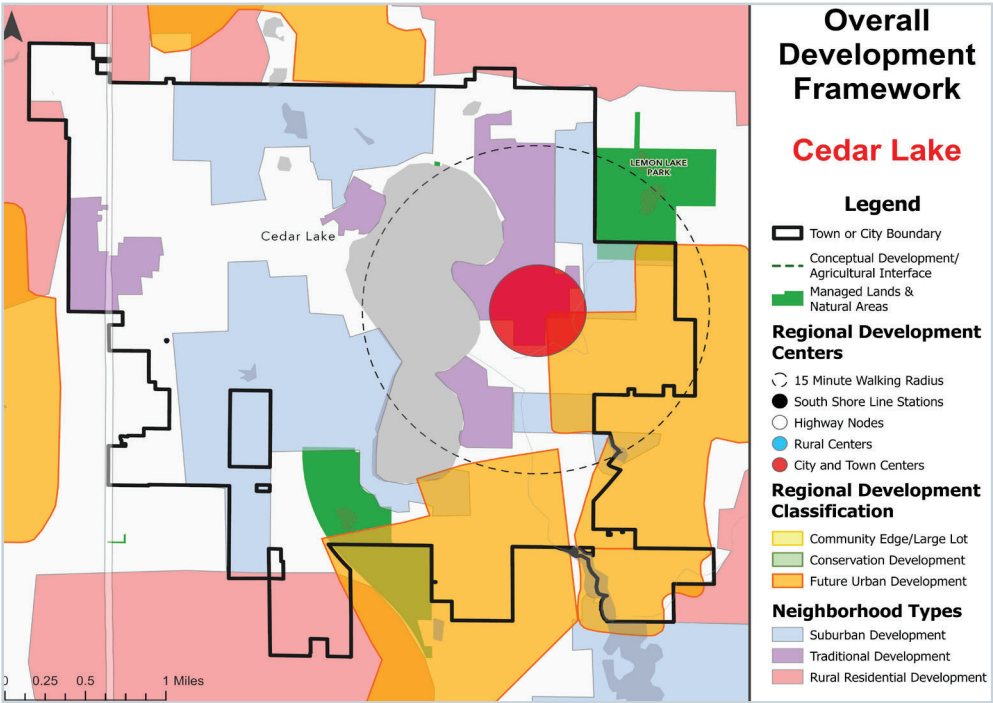 Overall
Development
Framework
Cedar Lake
Legend
Town or City Boundary
Conceptual Development/
Agricultural Interface
Managed Lands &
Natural Areas
Regional Development
Centers
15 Minute Walking Radius
South Shore Line Stations
Highway Nodes
Rural Centers
City and Town Centers
Regional Development
Classification
Community Edge/Large Lot
Conservation Development
Future Urban Development
Neighborhood Types
Suburban Development
Traditional Development
Rural Residential Development
LEMON LAKE
PARK
Cedar Lake
0 0.25 0.5 1 Miles